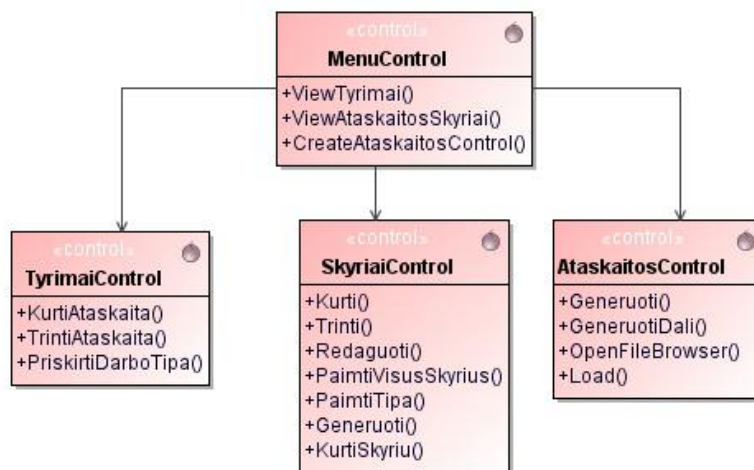 «control»
MenuControl
+ViewTyrimai()
+ViewAtaskaitosSkyriai()
+CreateAtaskaitosControl()
«control»
TyrimaiControl
+KurtiAtaskaita()
+TrintiAtaskaita()
+PriskirtiDarboTipa()
«control»
SkyriaiControl
+Kurti()
+Trinti()
+Redaguoti()
+PaimtiVisusSkyrius()
+PaimtiTipa()
+Generuoti()
+KurtiSkyriu()
«control»
AtaskaitosControl
+Generuoti()
+GeneruotiDali()
+OpenFileBrowser()
+Load()